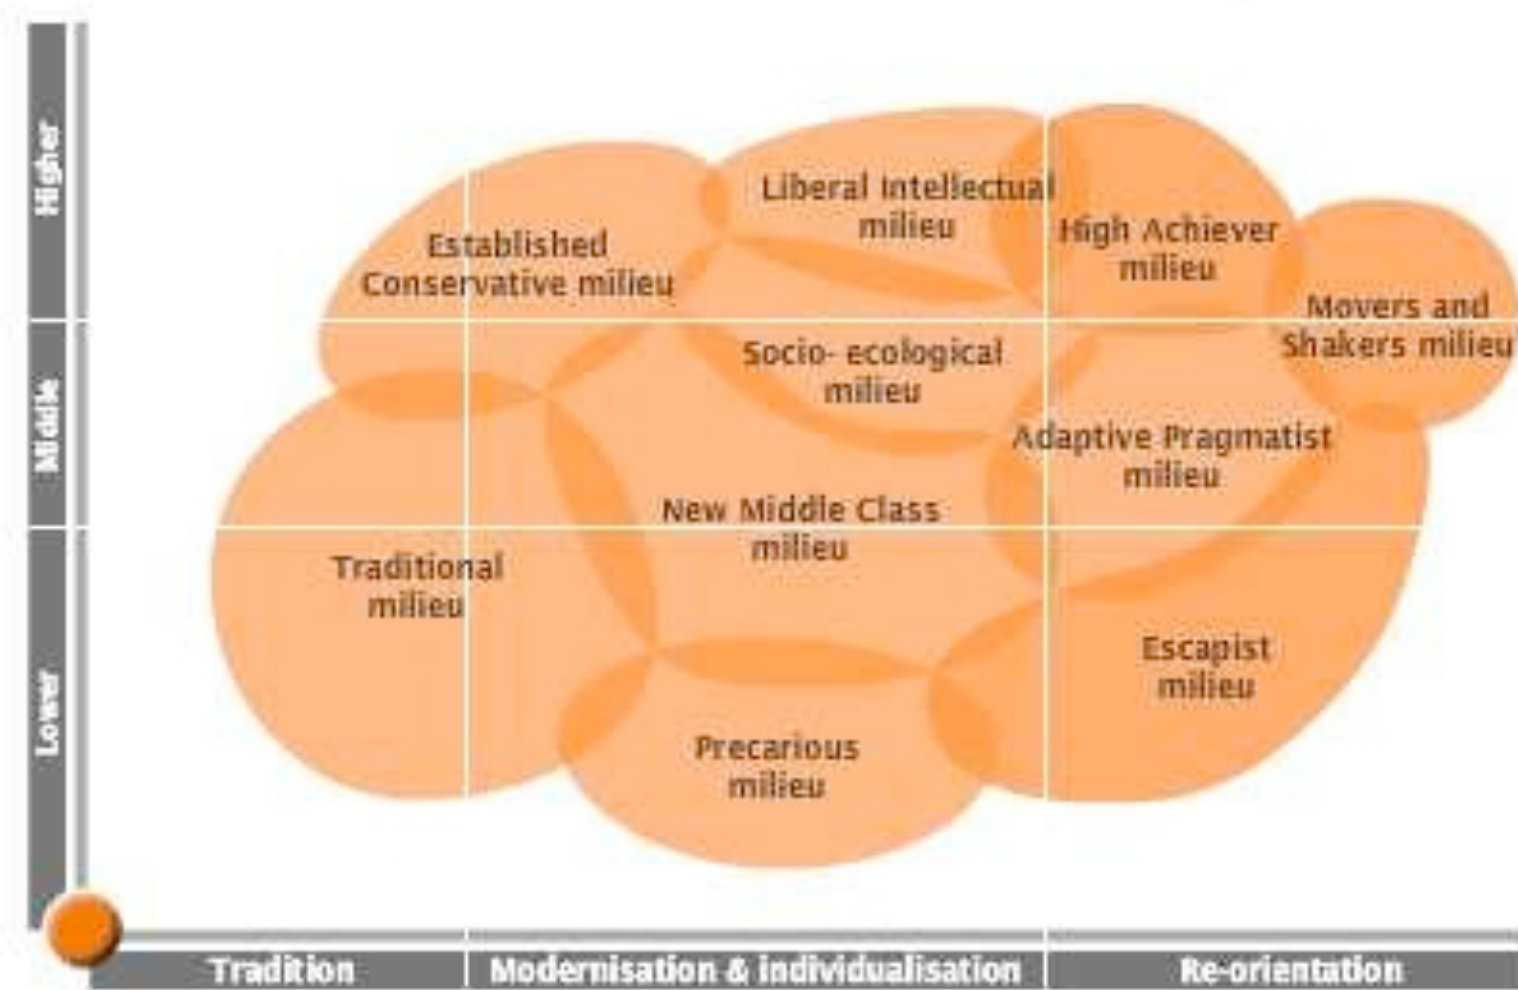 Higher
Middle
Lower
Liberal Intellectual
milieu
High Achiever
milieu
Established
Conservative milieu
Movers and
Shakers milieu
Socio- ecological
milieu
Adaptive Pragmatist
milieu
New Middle Class
milieu
Traditional
milieu
Escapist
milieu
Precarious
milieu
Tradition
Modernisation & individualisation
Re-orientation